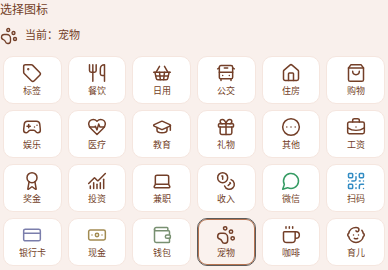 选择图标
当前：宠物
标签 餐饮 日用 公交 住房 购物
娱乐 医疗 教育 礼物 其他 工资
奖金 投资 兼职 收入 微信 扫码
银行卡 现金 钱包 宠物 咖啡 育儿